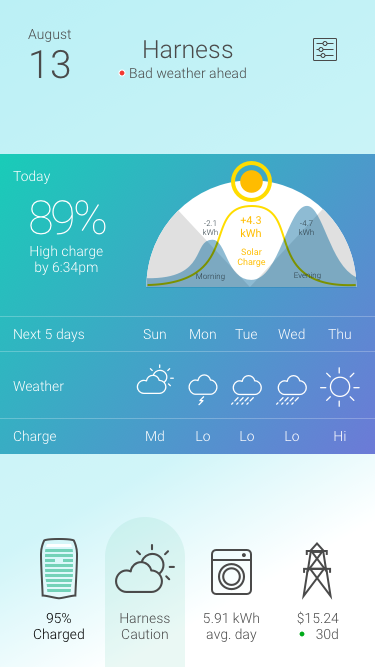 August
13
Harness
Bad weather ahead
Today
89%
High charge
by 6:34pm
-2.1
kWh
+4.3
kWh
-4.7
kWh
Solar
Charge
Morning
Evening
Next 5 days Sun Mon Tue Wed Thu
Weather
Charge Md Lo Lo Lo Hi
95%
Charged
Harness
Caution
5.91 kWh
avg. day
$15.24
30d